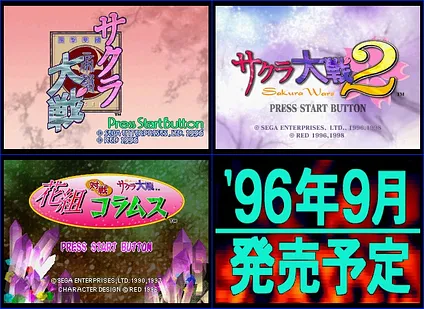 サクラ
大戦
Press Start Button
© SEGA ENTERPRISES, LTD. 1996
© RED 1996
サクラ大戦2
Sakura Wars
TM
PRESS START BUTTON
© SEGA ENTERPRISES, LTD., 1996,1998
© RED 1996,1998
サクラ大戦
花組対戦コラムス
TM
PRESS START BUTTON
© SEGA ENTERPRISES, LTD. 1990,1997
CHARACTER DESIGN © RED 1996
'96年9月
発売予定